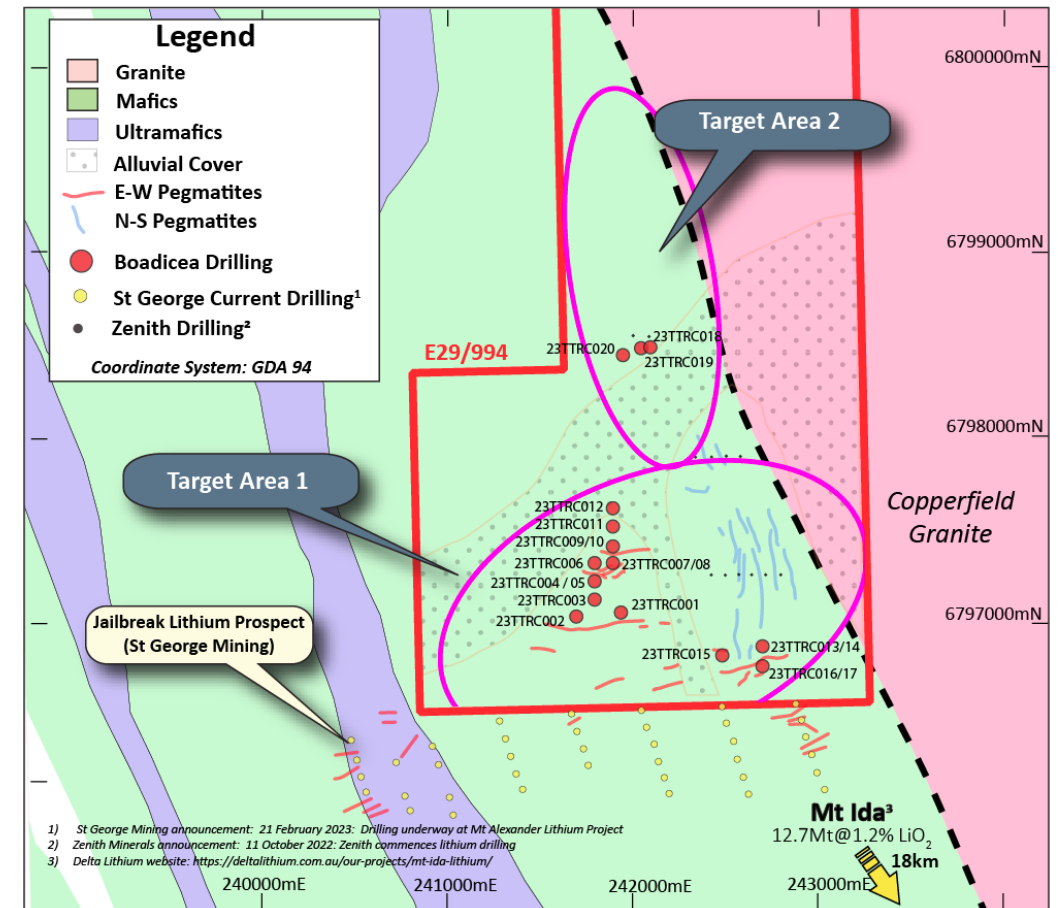 Legend
Granite
Mafics
Ultramafics
Alluvial Cover
E-W Pegmatites
N-S Pegmatites
Boadicea Drilling
St George Current Drilling¹
Zenith Drilling²
Coordinate System: GDA 94
6800000mN
Target Area 2
6799000mN
23TTRC018
23TTRC020
23TTRC019
E29/994
6798000mN
Target Area 1
Copperfield
Granite
23TTRC012
23TTRC011
23TTRC009/10
23TTRC006
23TTRC007/08
23TTRC004 / 05
23TTRC003
23TTRC001
23TTRC002
6797000mN
Jailbreak Lithium Prospect
(St George Mining)
23TTRC015
23TTRC013/14
23TTRC016/17
Mt Ida³
12.7Mt@1.2% LiO₂
18km
1) St George Mining announcement: 21 February 2023: Drilling underway at Mt Alexander Lithium Project
2) Zenith Minerals announcement: 11 October 2022: Zenith commences lithium drilling
3) Delta Lithium website: https://deltalithium.com.au/our-projects/mt-ida-lithium/
240000mE
241000mE
242000mE
243000mE